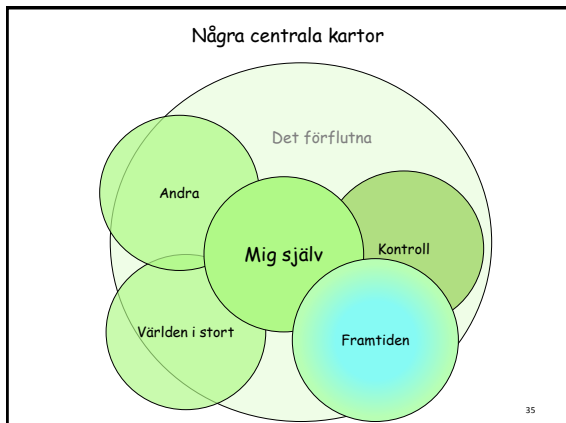 Några centrala kartor
Det förflutna
Andra
Mig själv
Kontroll
Världen i stort
Framtiden
35